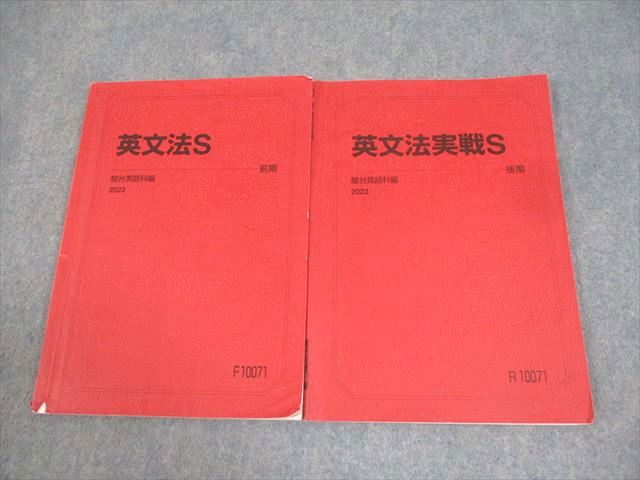 英文法S
前期
駿台英語科編
2023
F10071
英文法実戦S
後期
駿台英語科編
2023
R10071